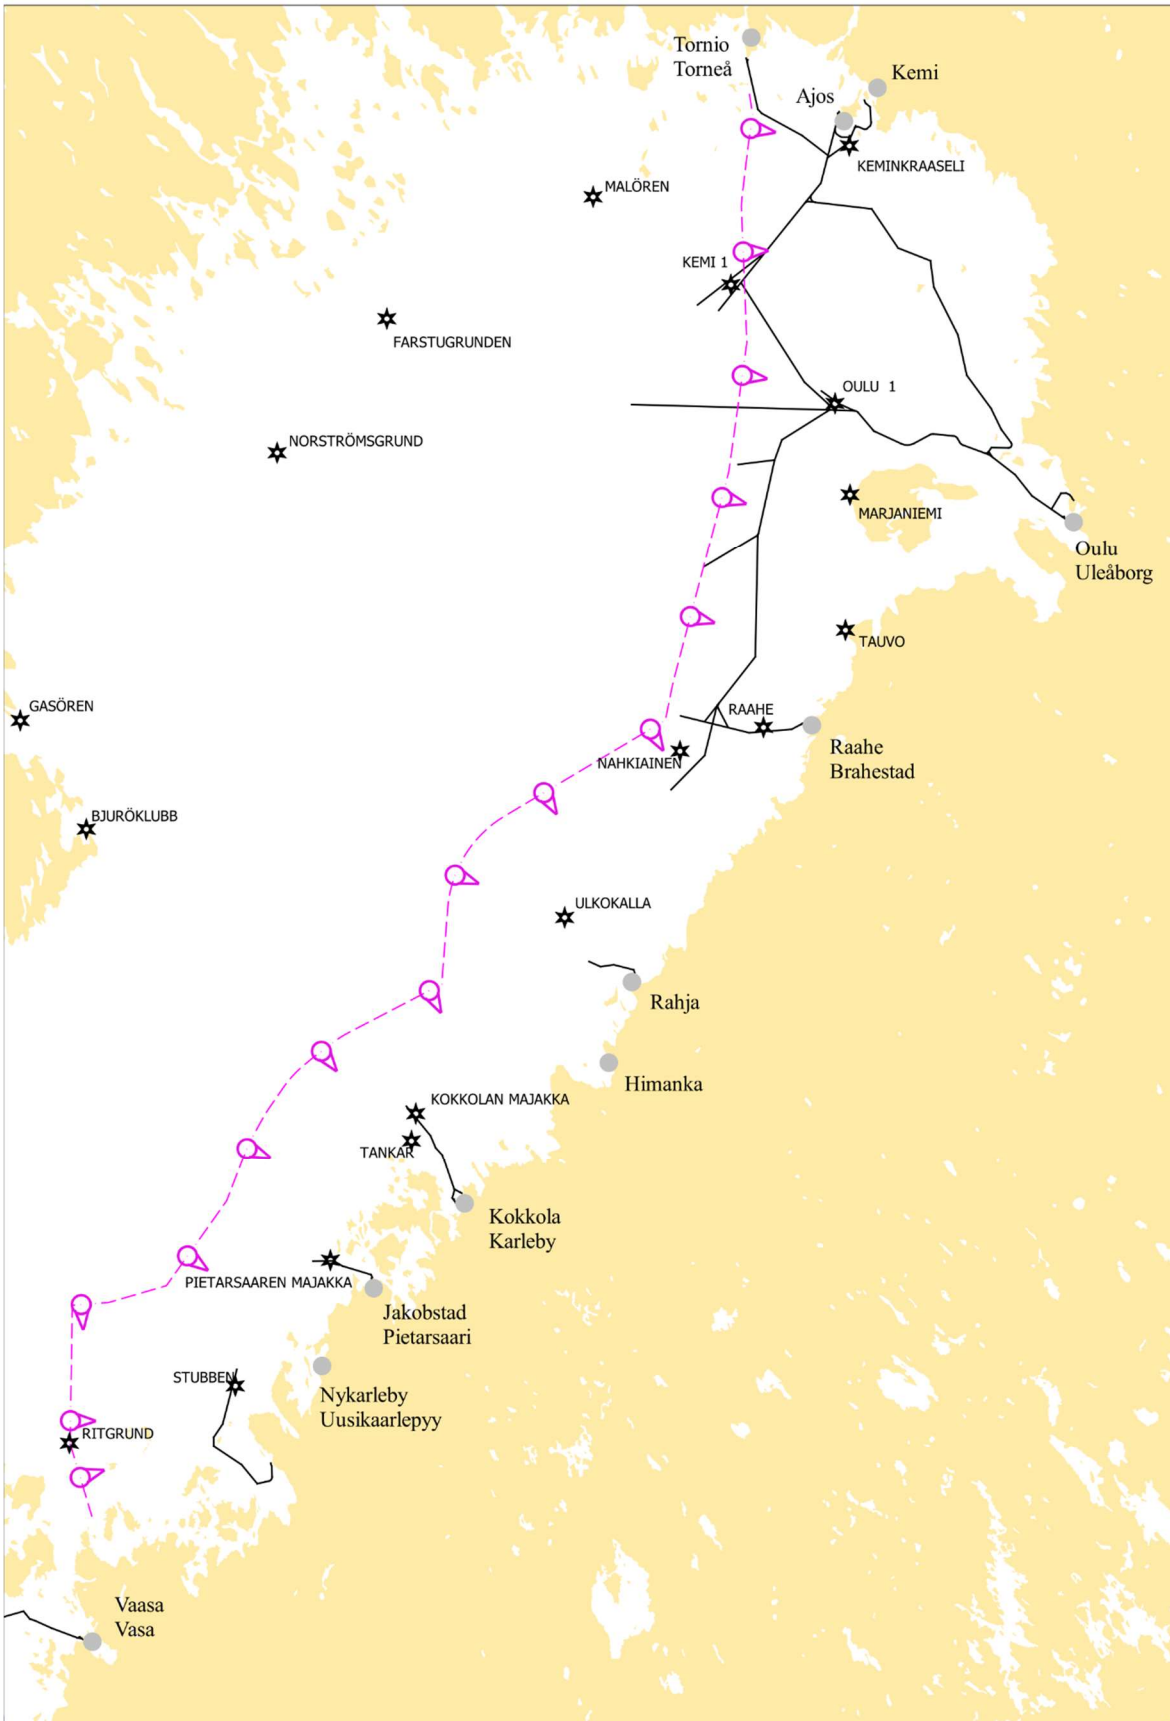 Tornio
Torneå
Kemi
Ajos
KEMINKRAASELI
MALÖREN
KEMI 1
FARSTUGRUNDEN
OULU 1
NORSTRÖMSGRUND
MARJANIEMI
Oulu
Uleåborg
TAUVO
GASÖREN
RAAHE
Raahe
Brahestad
NAHKIAINEN
BJURÖKLUBB
ULKOKALLA
Rahja
Himanka
KOKKOLAN MAJAKKA
TANKAR
Kokkola
Karleby
PIETARSAAREN MAJAKKA
Jakobstad
Pietarsaari
STUBBEN
Nykarleby
Uusikaarlepyy
RITGRUND
Vaasa
Vasa